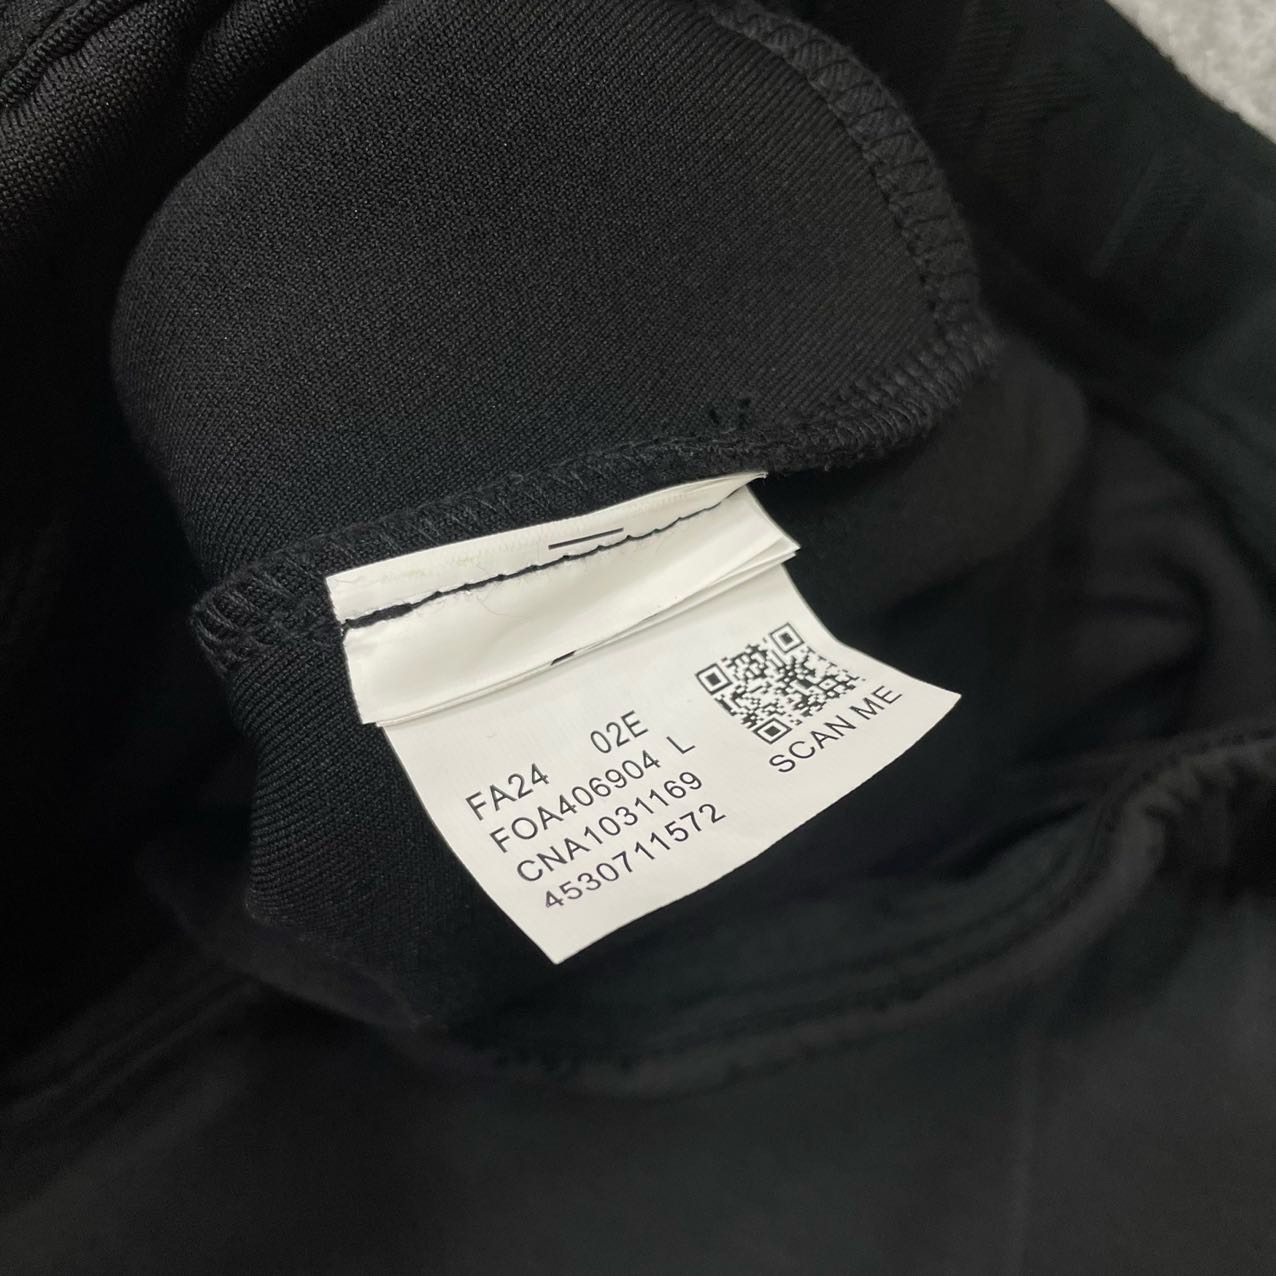 FA24 02E
FOA406904 L
CNA1031169
4530711572
SCAN ME